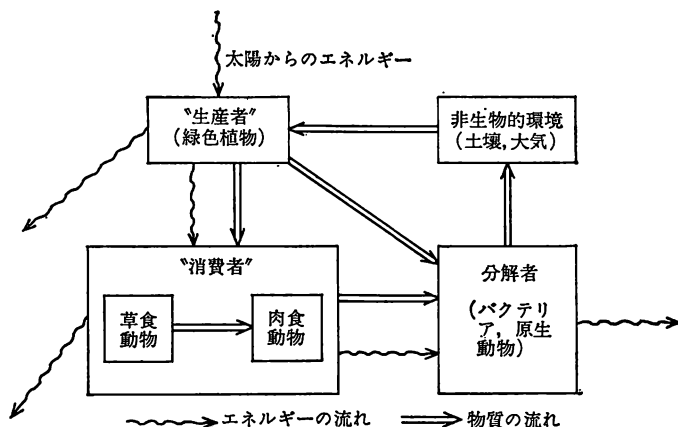 太陽からのエネルギー
〝生産者〟
(緑色植物)
非生物的環境
(土壌,大気)
〝消費者〟
草食
動物
肉食
動物
分解者
(バクテリ
ア,原生
動物)
エネルギーの流れ
物質の流れ